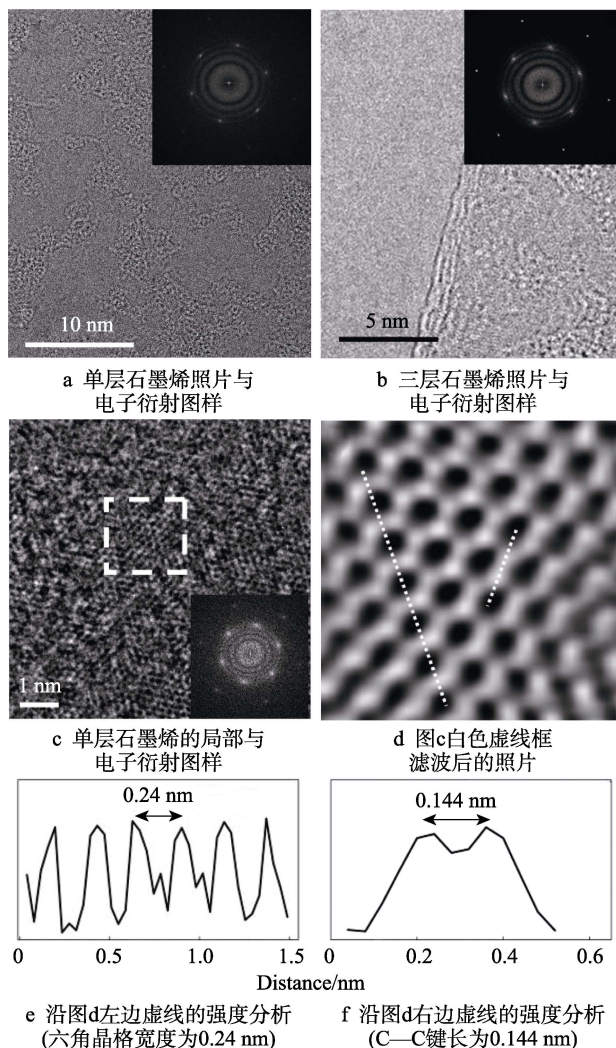 10 nm
5 nm
a 单层石墨烯照片与
电子衍射图样
b 三层石墨烯照片与
电子衍射图样
1 nm
c 单层石墨烯的局部与
电子衍射图样
d 图c白色虚线框
滤波后的照片
0.24 nm
0.144 nm
0 0.5 1.0 1.5
0 0.2 0.4 0.6
Distance/nm
e 沿图d左边虚线的强度分析
(六角晶格宽度为0.24 nm)
f 沿图d右边虚线的强度分析
(C—C键长为0.144 nm)